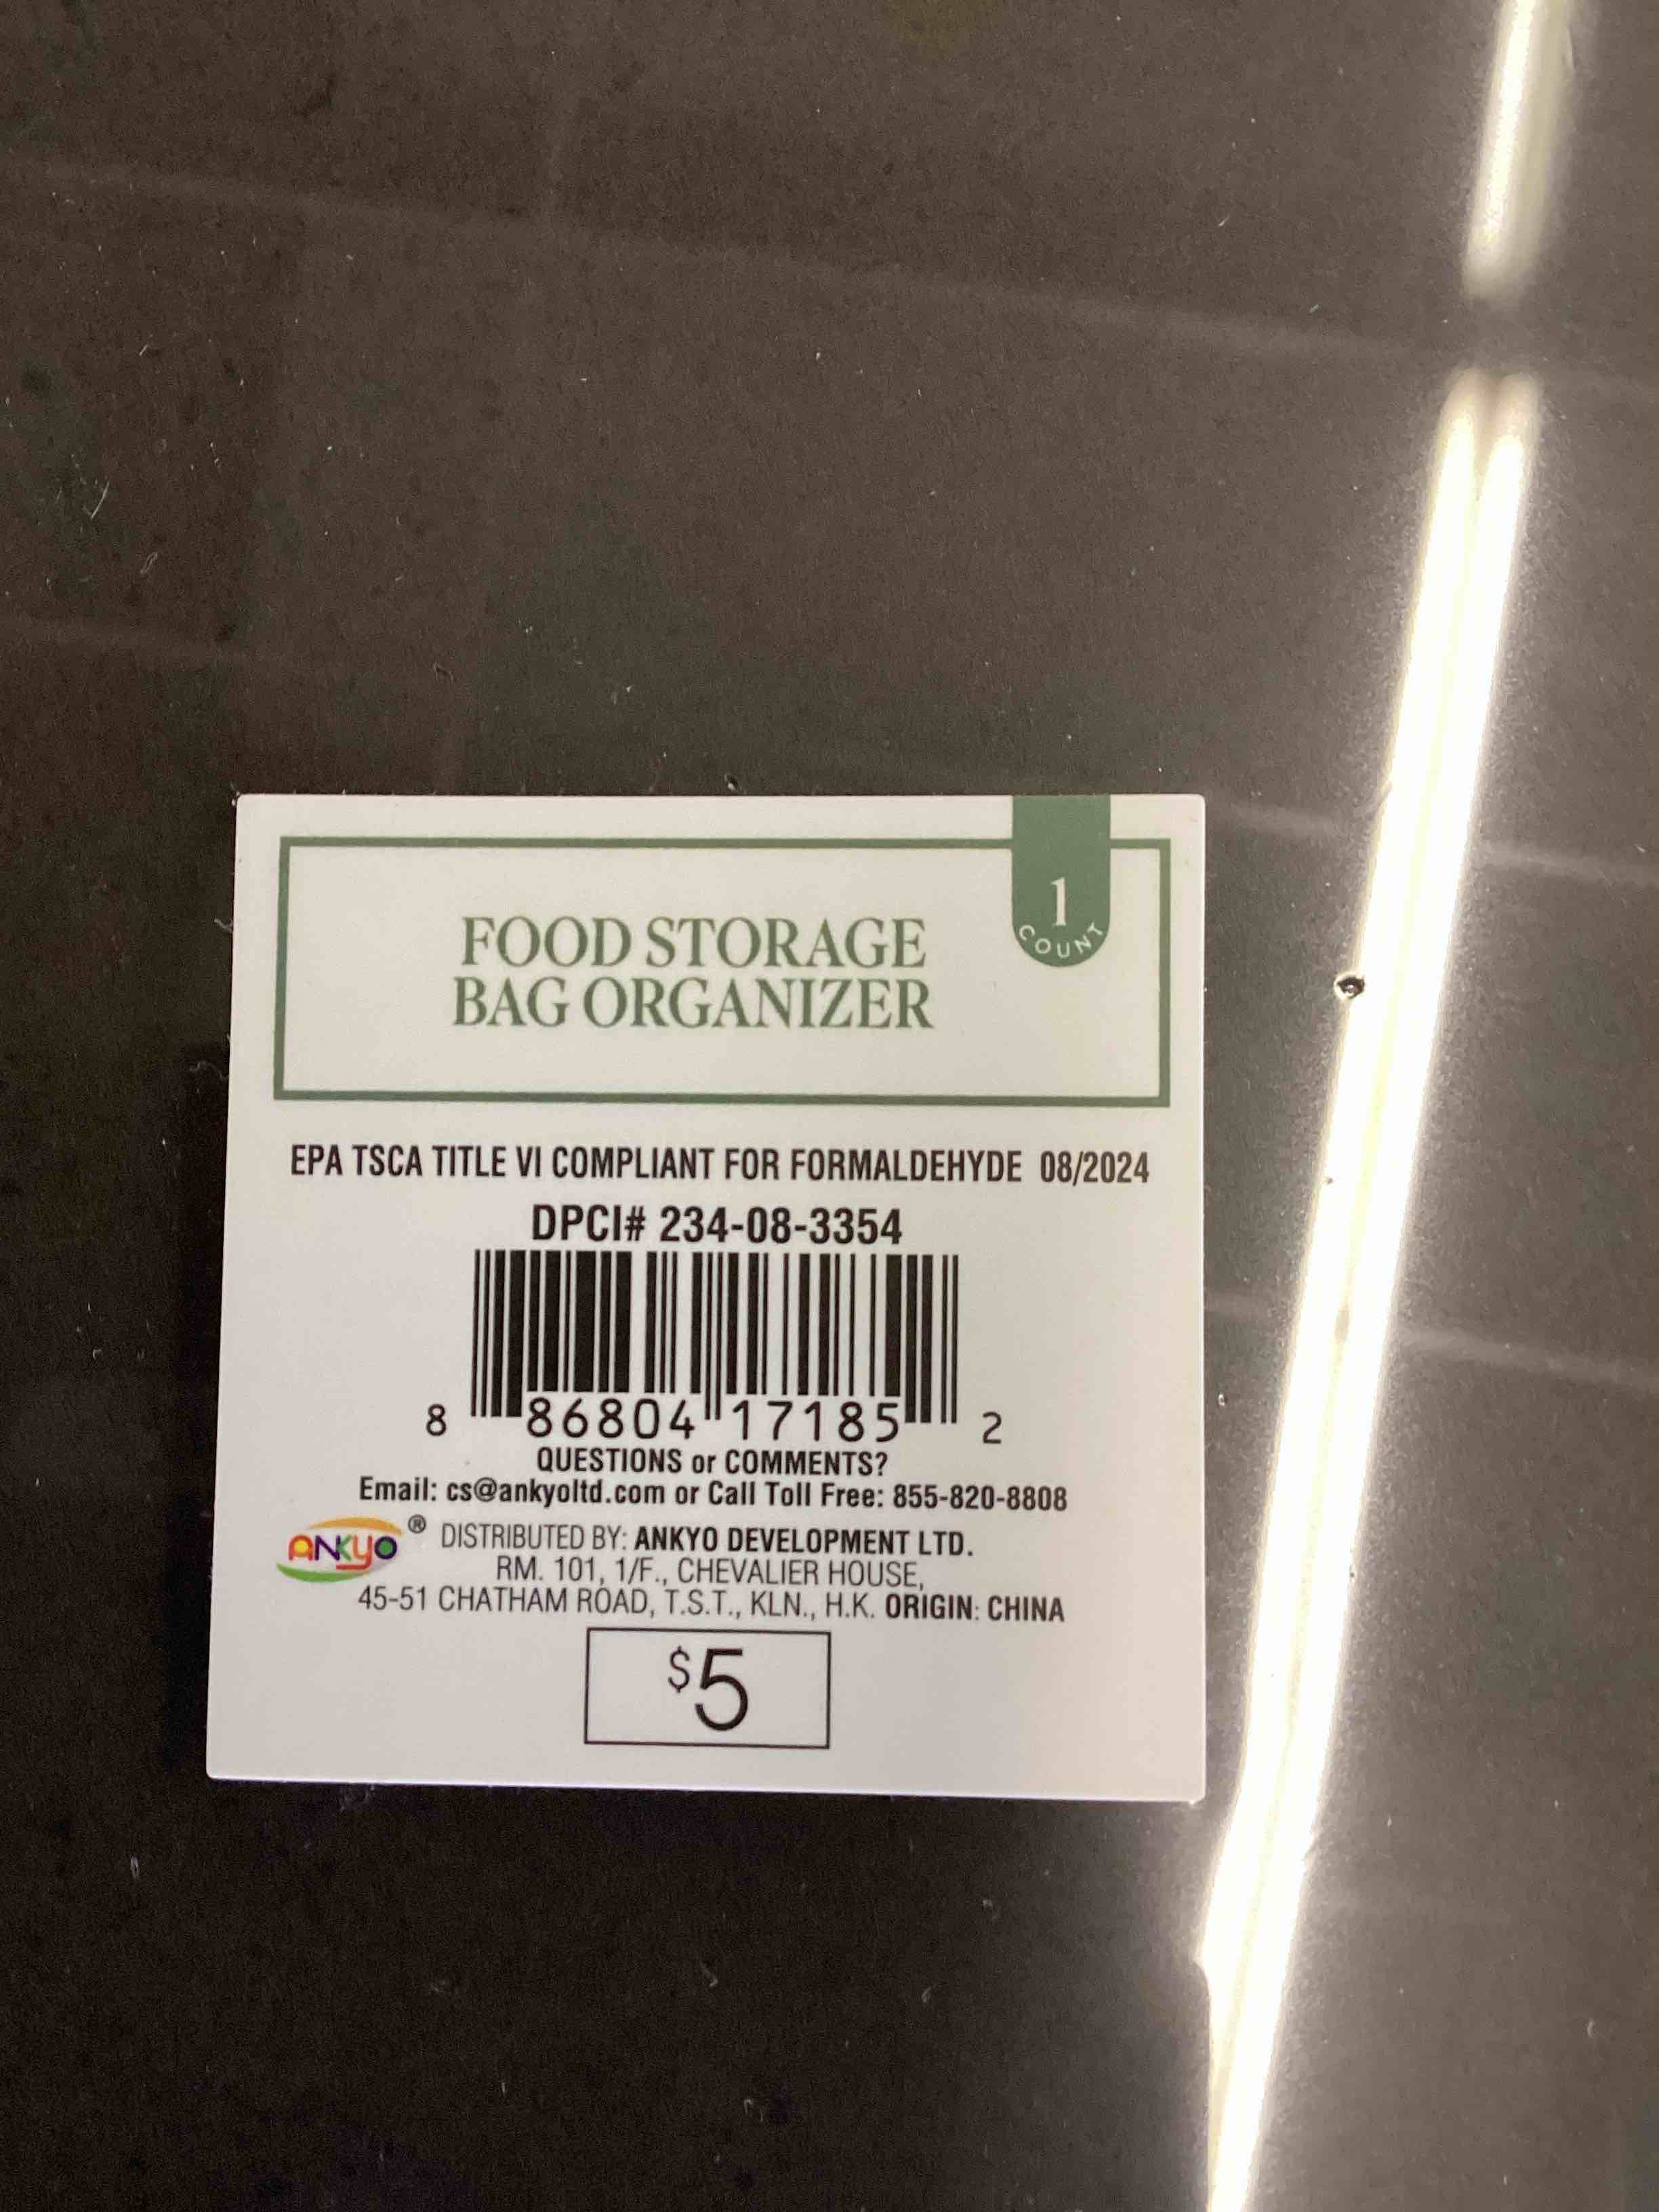 1
COUNT
FOOD STORAGE
BAG ORGANIZER
EPA TSCA TITLE VI COMPLIANT FOR FORMALDEHYDE 08/2024
DPCI# 234-08-3354
8 86804 17185 2
QUESTIONS or COMMENTS?
Email: cs@ankyoltd.com or Call Toll Free: 855-820-8808
ANKYO ® DISTRIBUTED BY: ANKYO DEVELOPMENT LTD.
RM. 101, 1/F., CHEVALIER HOUSE,
45-51 CHATHAM ROAD, T.S.T., KLN., H.K. ORIGIN: CHINA
$5